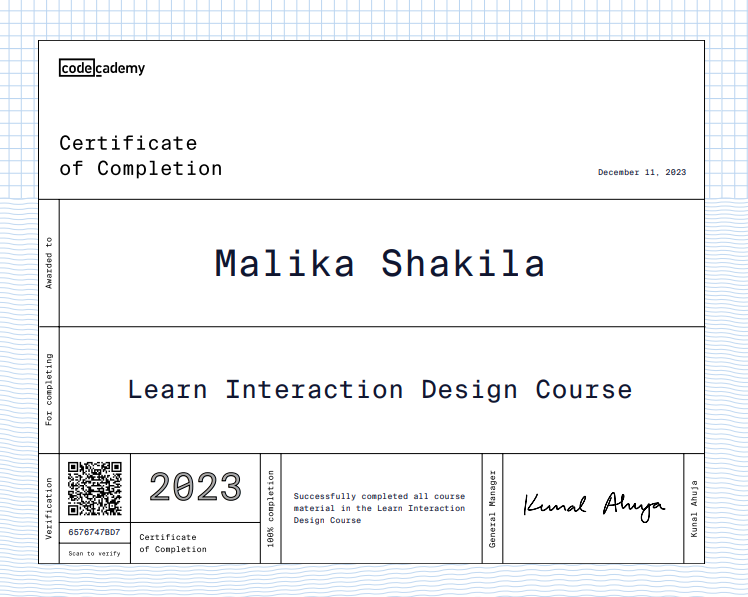 codecademy
Certificate
of Completion
December 11, 2023
Awarded to
Malika Shakila
For completing
Learn Interaction Design Course
Verification
6576747BD7
Scan to verify
2023
Certificate
of Completion
100% completion
Successfully completed all course
material in the Learn Interaction
Design Course
General Manager
Kunal Ahuja
Kunal Ahuja